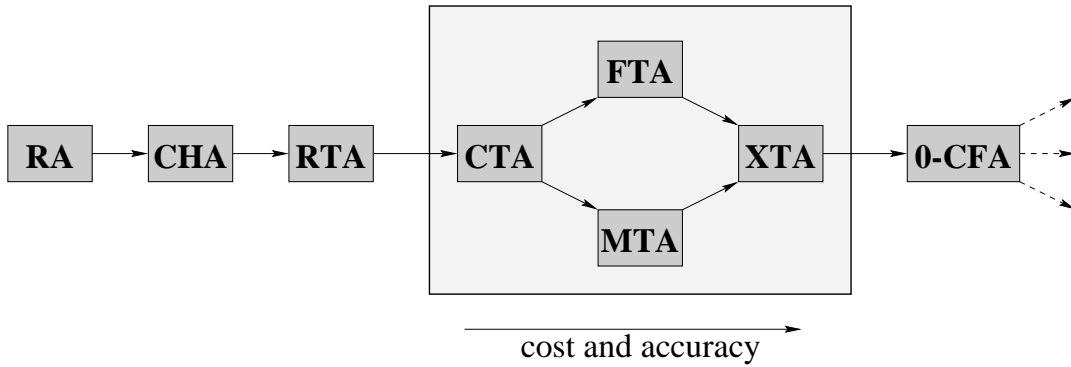 FTA
RA
CHA
RTA
CTA
XTA
0-CFA
MTA
cost and accuracy